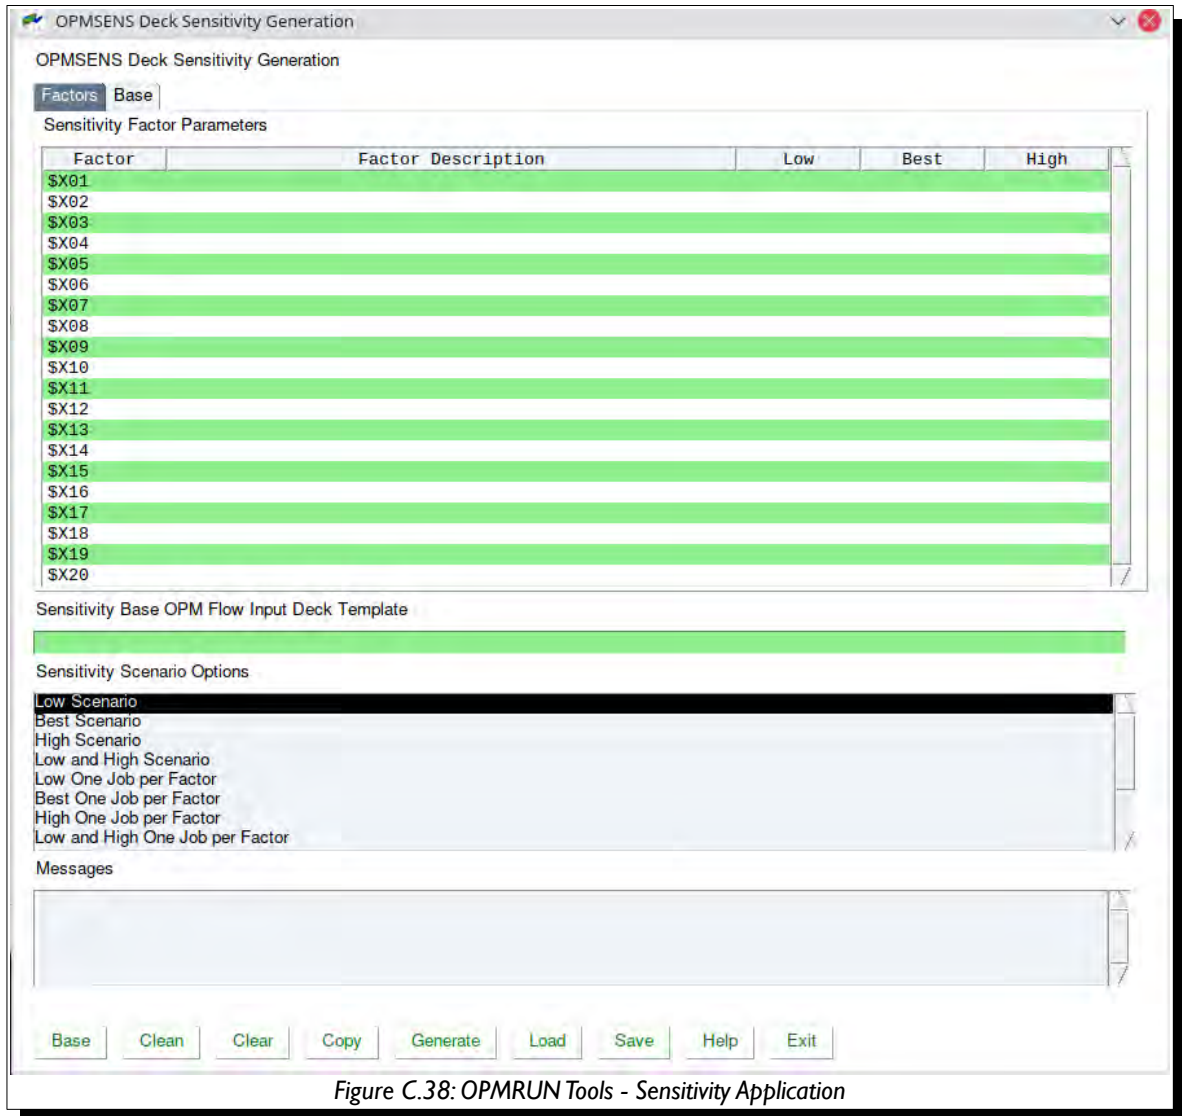 OPMSENS Deck Sensitivity Generation
OPMSENS Deck Sensitivity Generation
Factors Base
Sensitivity Factor Parameters
Factor Factor Description Low Best High
$X01
$X02
$X03
$X04
$X05
$X06
$X07
$X08
$X09
$X10
$X11
$X12
$X13
$X14
$X15
$X16
$X17
$X18
$X19
$X20
Sensitivity Base OPM Flow Input Deck Template
Sensitivity Scenario Options
Low Scenario
Best Scenario
High Scenario
Low and High Scenario
Low One Job per Factor
Best One Job per Factor
High One Job per Factor
Low and High One Job per Factor
Messages
Base Clean Clear Copy Generate Load Save Help Exit
Figure C.38: OPMRUN Tools - Sensitivity Application